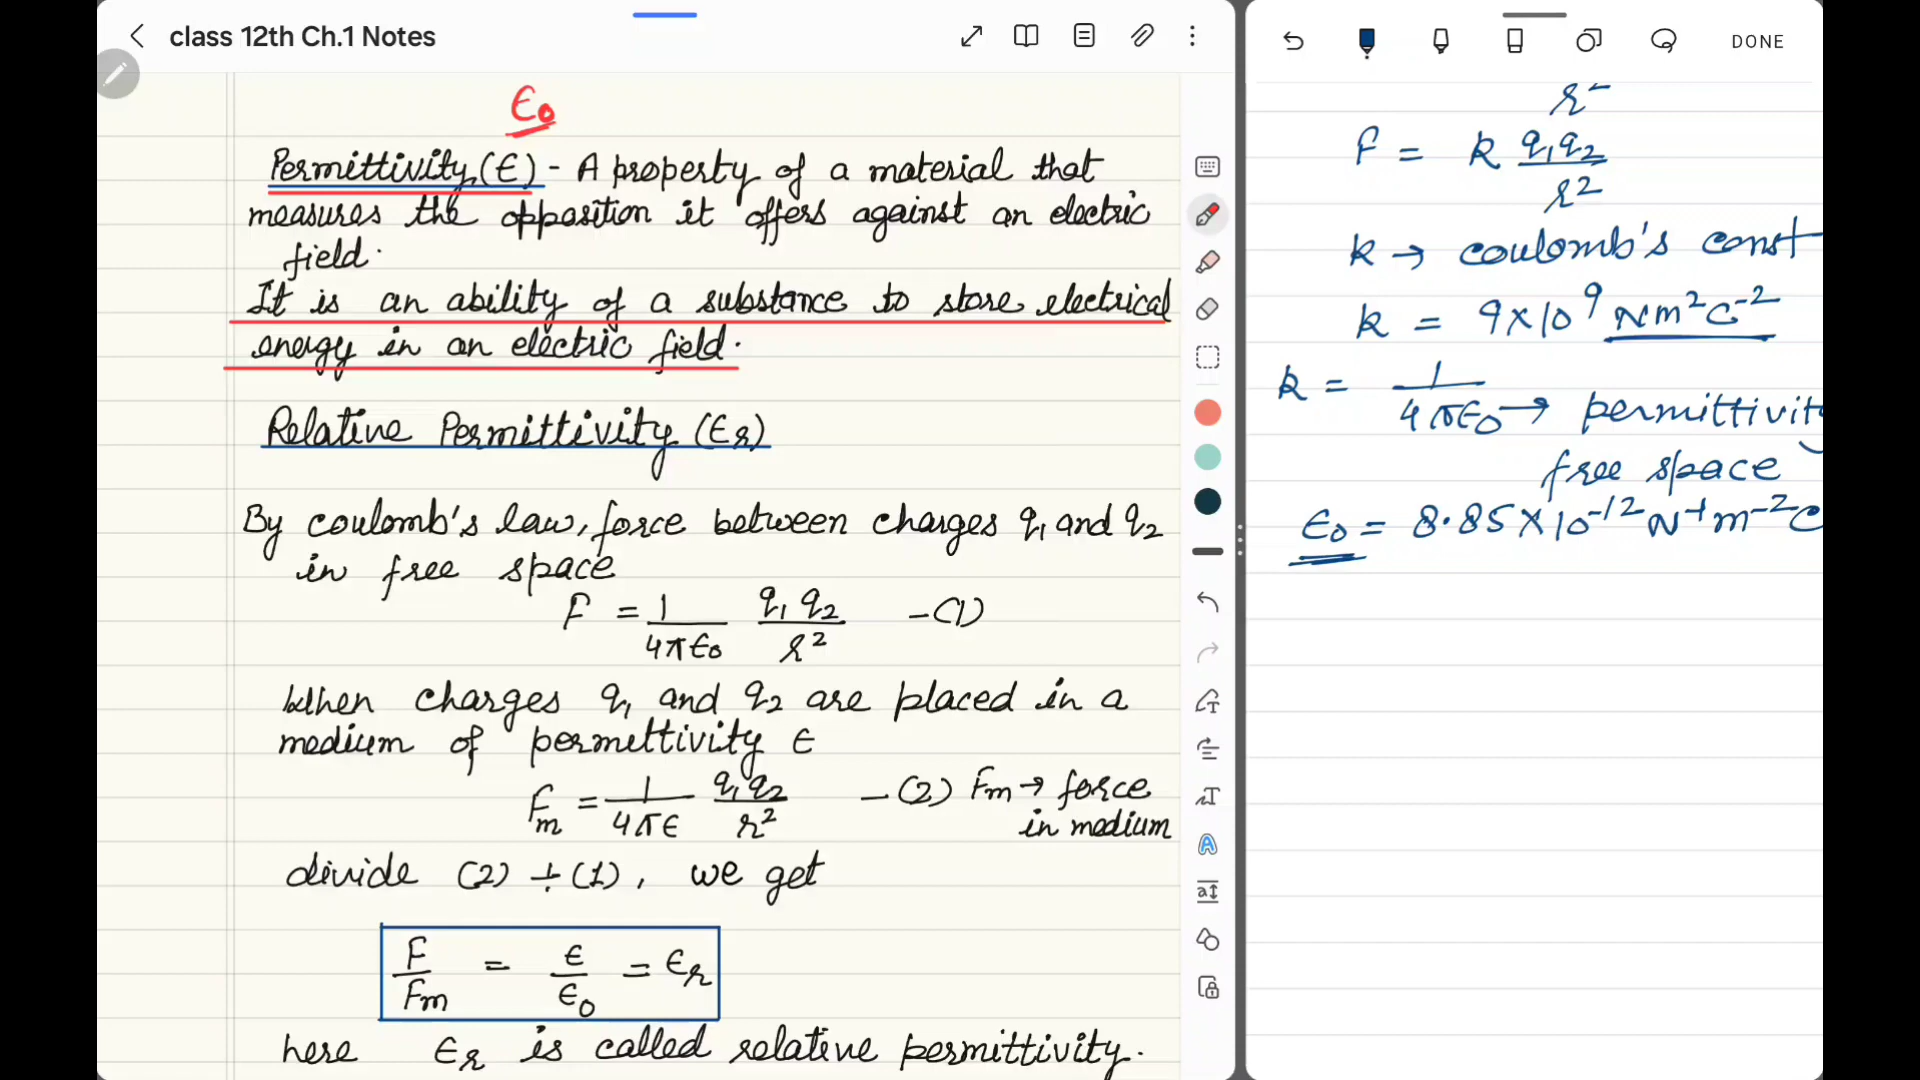 class 12th Ch.1 Notes
ϵ₀
Permittivity (ϵ) - A property of a material that
measures the opposition it offers against an electric
field.
It is an ability of a substance to store electrical
energy in an electric field.
Relative Permittivity (ϵr)
By coulomb's law, force between charges q₁ and q₂
in free space
F = 1/4πϵ₀ q₁q₂/r² -(1)
When charges q₁ and q₂ are placed in a
medium of permettivity ϵ
Fm = 1/4πϵ q₁q₂/r² -(2) Fm → force
in medium
divide (2) ÷ (1), we get
F/Fm = ϵ/ϵ₀ = ϵr
here ϵr is called relative permittivity.
DONE
r²
F = k q₁q₂/r²
k → coulomb's const
k = 9×10⁹ Nm²C⁻²
k = 1/4πϵ₀ → permittivity
free space
ϵ₀ = 8.85×10⁻¹² N⁻¹m⁻²C